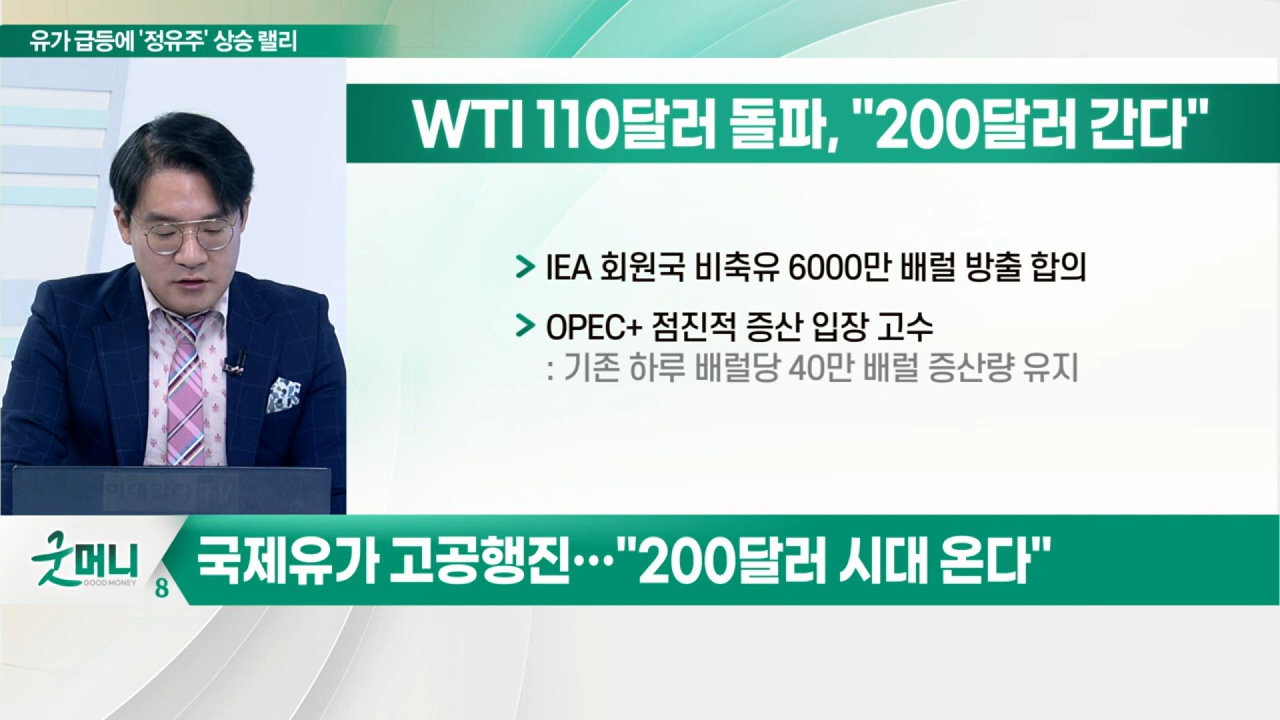 유가 급등에 '정유주' 상승 랠리
WTI 110달러 돌파, "200달러 간다"
> IEA 회원국 비축유 6000만 배럴 방출 합의
> OPEC+ 점진적 증산 입장 고수
: 기존 하루 배럴당 40만 배럴 증산량 유지
굿머니
GOOD MONEY
8
국제유가 고공행진…"200달러 시대 온다"